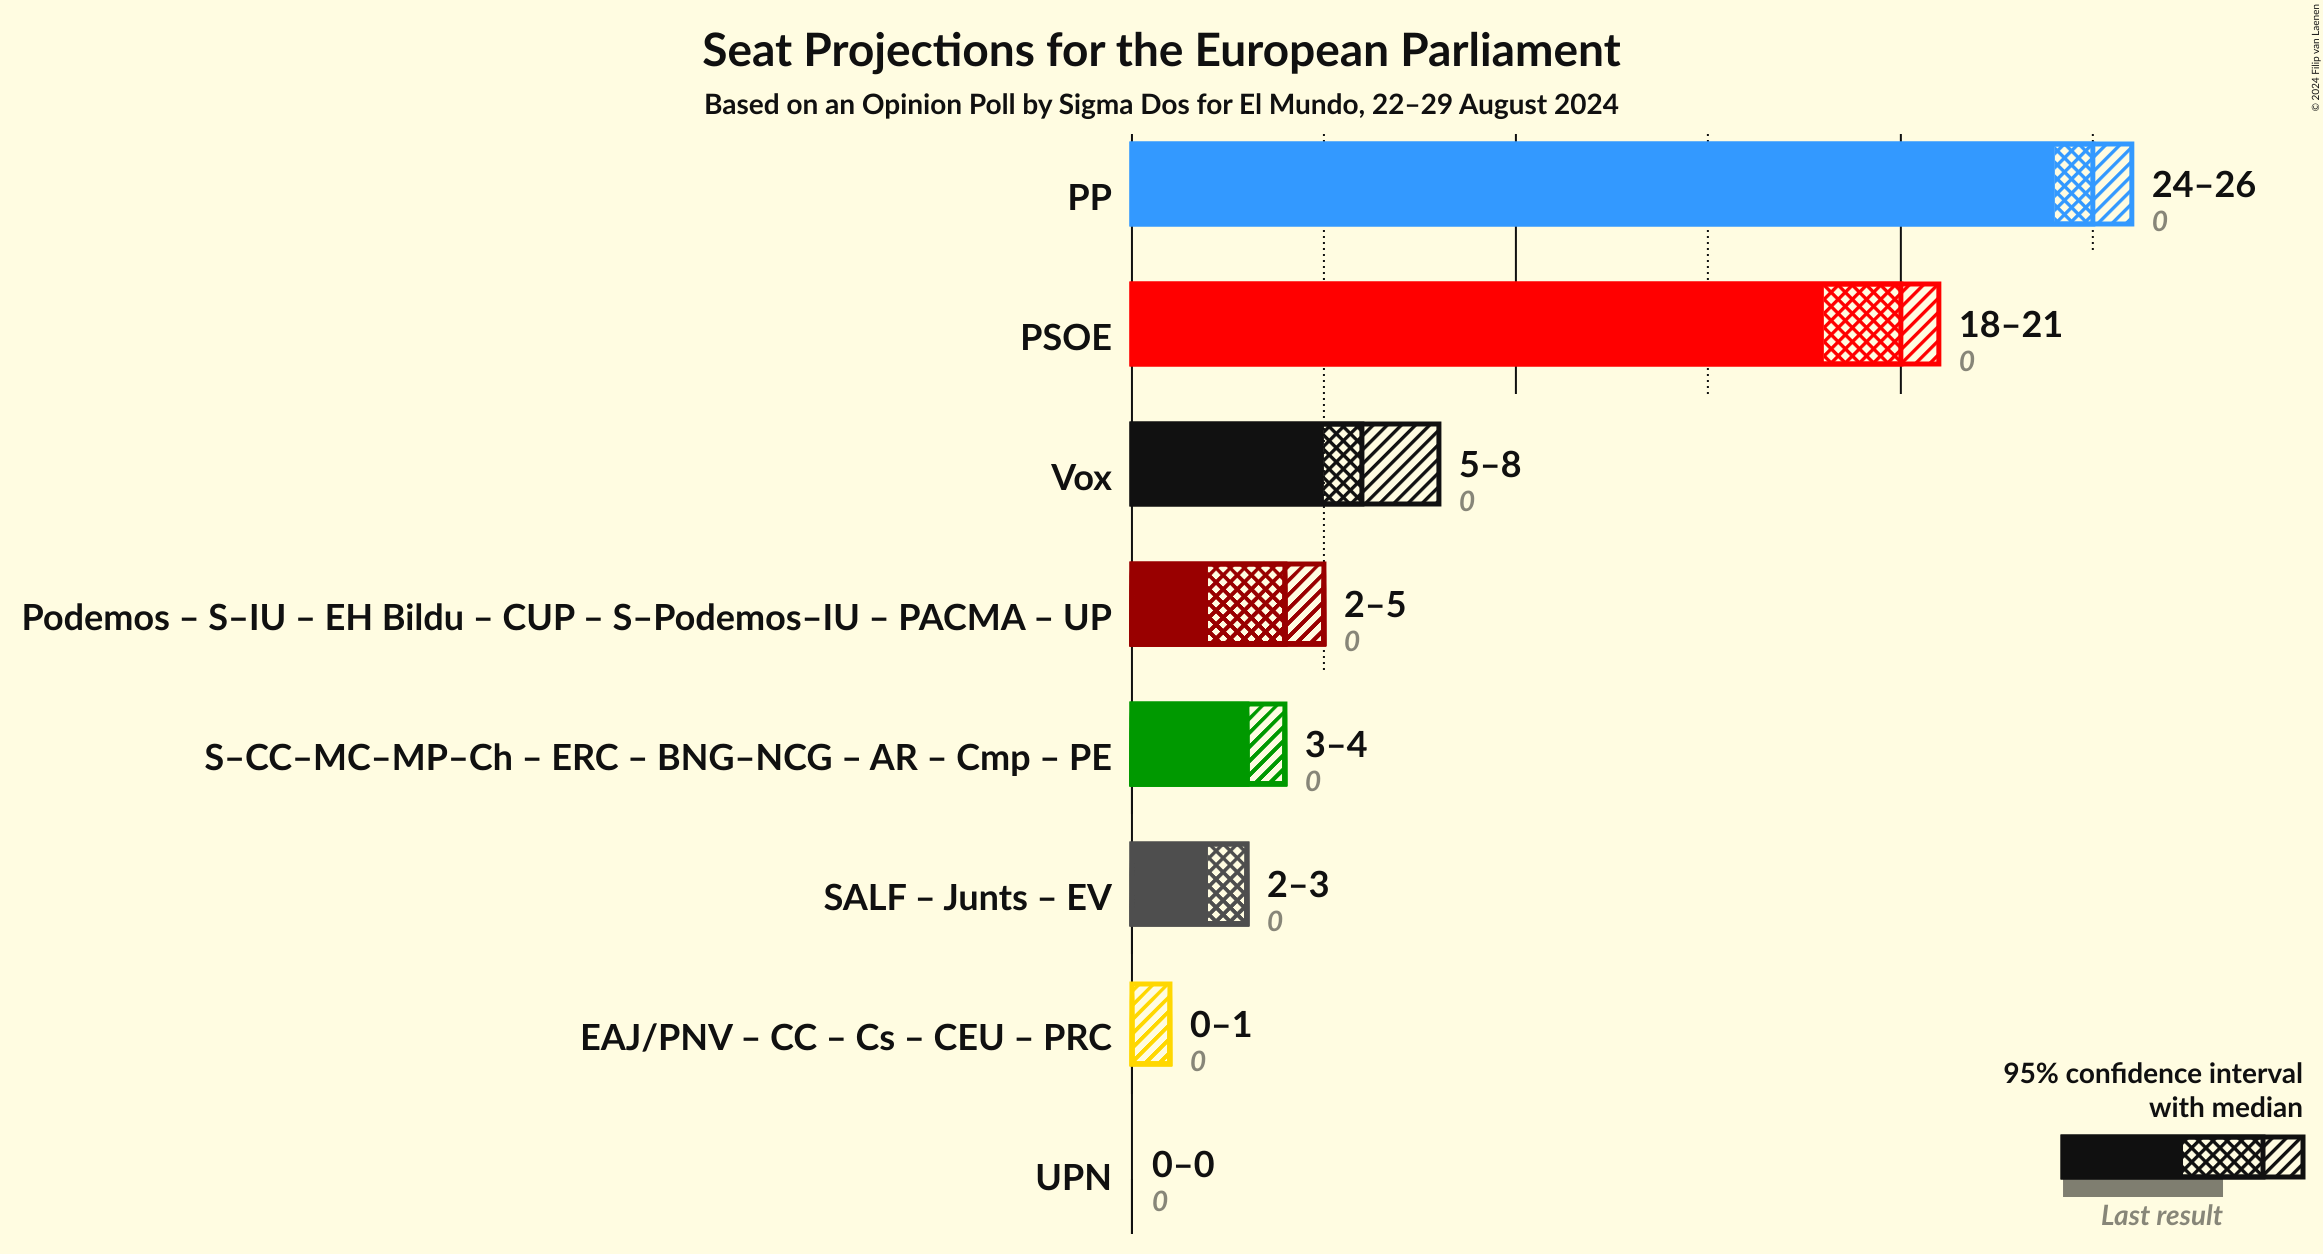 Seat Projections for the European Parliament
Based on an Opinion Poll by Sigma Dos for El Mundo, 22–29 August 2024
© 2024 Filip van Laenen
PP
24–26
0
PSOE
18–21
0
Vox
5–8
0
Podemos – S–IU – EH Bildu – CUP – S–Podemos–IU – PACMA – UP
2–5
0
S–CC–MC–MP–Ch – ERC – BNG–NCG – AR – Cmp – PE
3–4
0
SALF – Junts – EV
2–3
0
EAJ/PNV – CC – Cs – CEU – PRC
0–1
0
UPN
0–0
0
95% confidence interval
with median
Last result